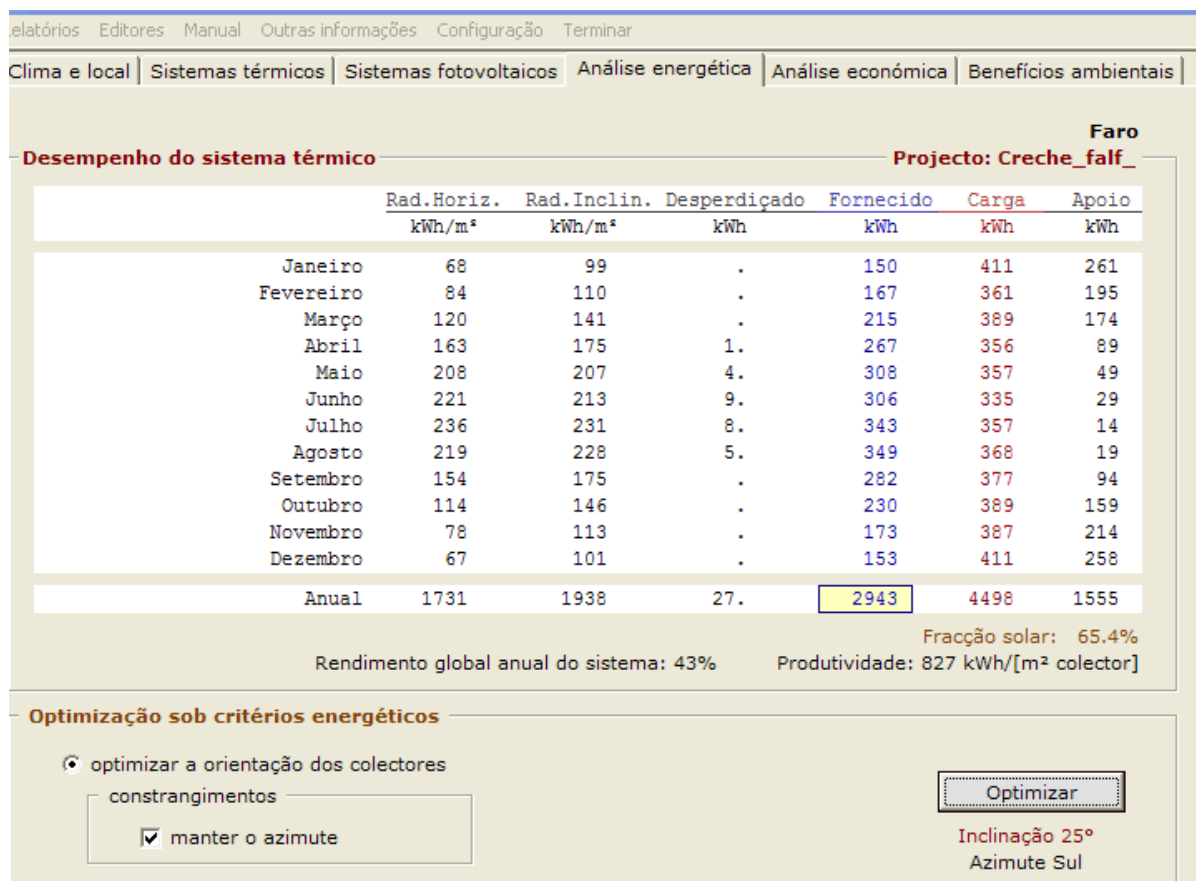 elatórios Editores Manual Outras informações Configuração Terminar
Clima e local Sistemas térmicos Sistemas fotovoltaicos Análise energética Análise económica Benefícios ambientais
Faro
Desempenho do sistema térmico Projecto: Creche_falf_
Rad.Horiz. Rad.Inclin. Desperdiçado Fornecido Carga Apoio
kWh/m² kWh/m² kWh kWh kWh kWh
Janeiro 68 99 . 150 411 261
Fevereiro 84 110 . 167 361 195
Março 120 141 . 215 389 174
Abril 163 175 1. 267 356 89
Maio 208 207 4. 308 357 49
Junho 221 213 9. 306 335 29
Julho 236 231 8. 343 357 14
Agosto 219 228 5. 349 368 19
Setembro 154 175 . 282 377 94
Outubro 114 146 . 230 389 159
Novembro 78 113 . 173 387 214
Dezembro 67 101 . 153 411 258
Anual 1731 1938 27. 2943 4498 1555
Fracção solar: 65.4%
Rendimento global anual do sistema: 43% Produtividade: 827 kWh/[m² colector]
Optimização sob critérios energéticos
optimizar a orientação dos colectores
constrangimentos
Optimizar
manter o azimute
Inclinação 25°
Azimute Sul